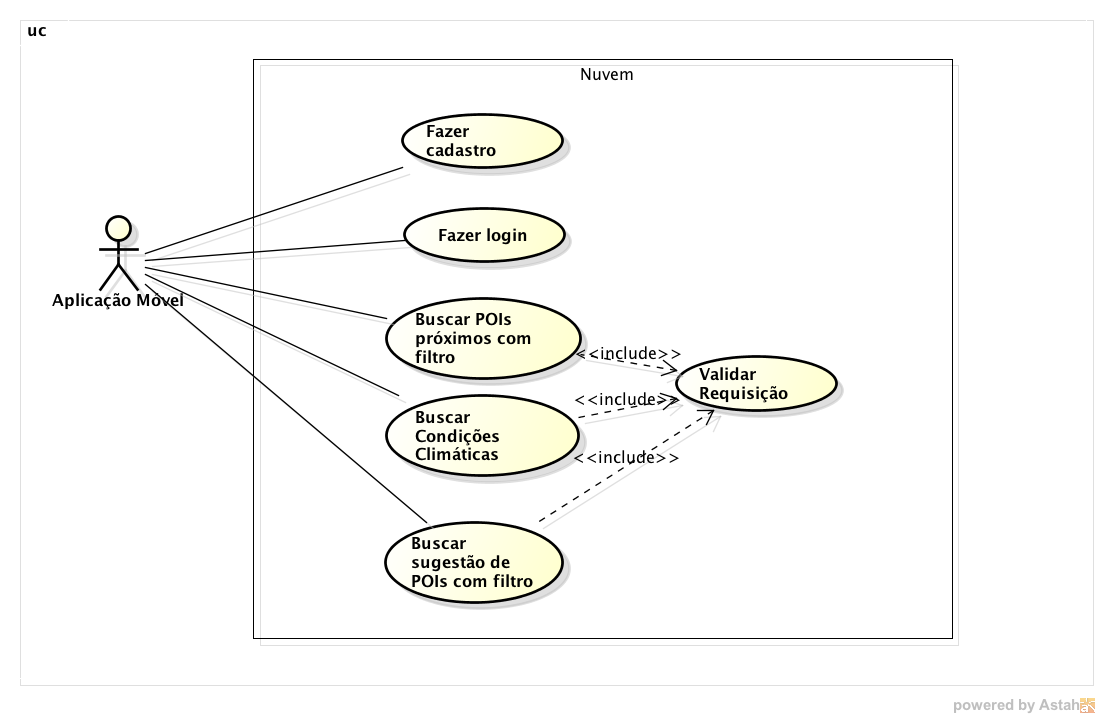 uc
Nuvem
Fazer
cadastro
Fazer login
Aplicação Móvel
Buscar POIs
próximos com
filtro
<<include>>
Validar
Requisição
Buscar
Condições
Climáticas
<<include>>
<<include>>
Buscar
sugestão de
POIs com filtro
powered by Astah